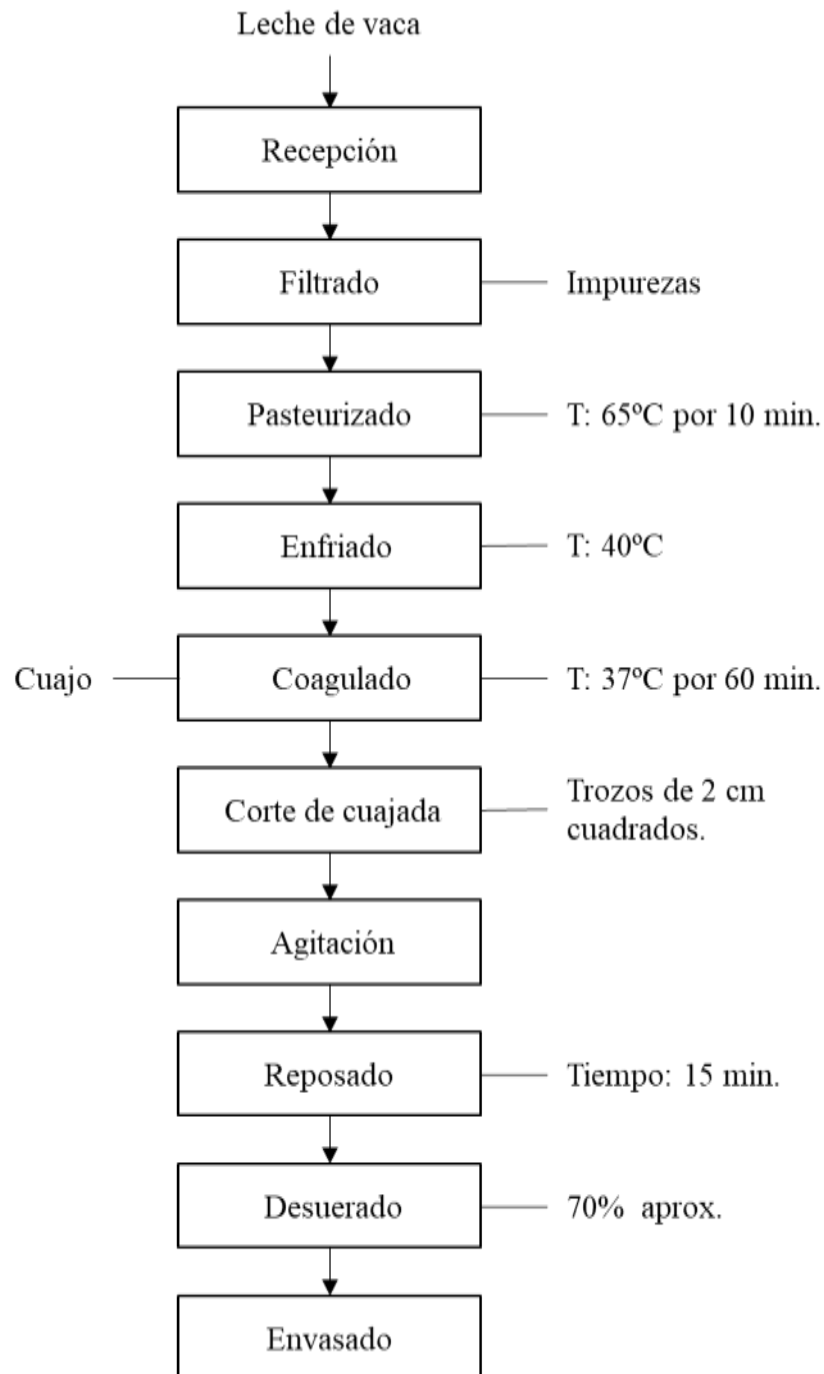 Leche de vaca
Recepción
Filtrado
Impurezas
Pasteurizado
T: 65ºC por 10 min.
Enfriado
T: 40ºC
Cuajo
Coagulado
T: 37ºC por 60 min.
Corte de cuajada
Trozos de 2 cm
cuadrados.
Agitación
Reposado
Tiempo: 15 min.
Desuerado
70% aprox.
Envasado